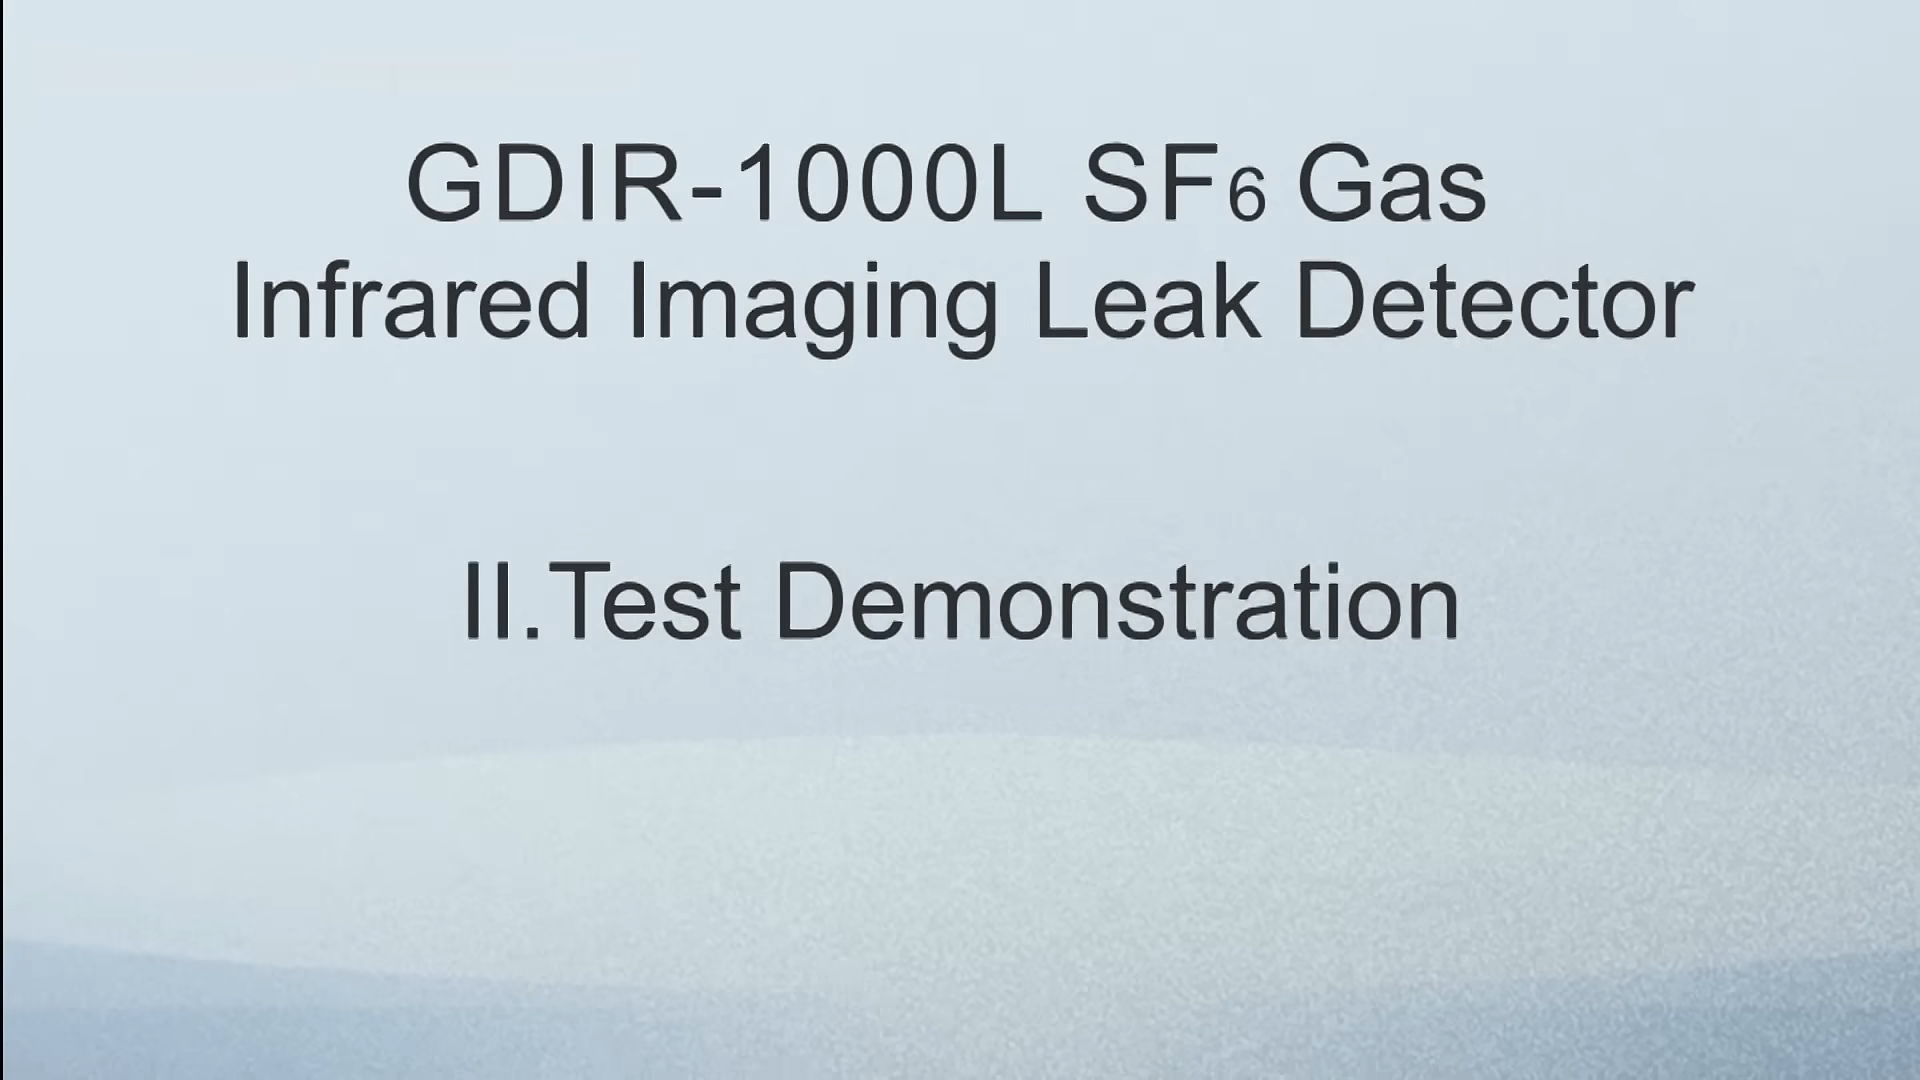 GDIR-1000L SF6 Gas
Infrared Imaging Leak Detector
II.Test Demonstration